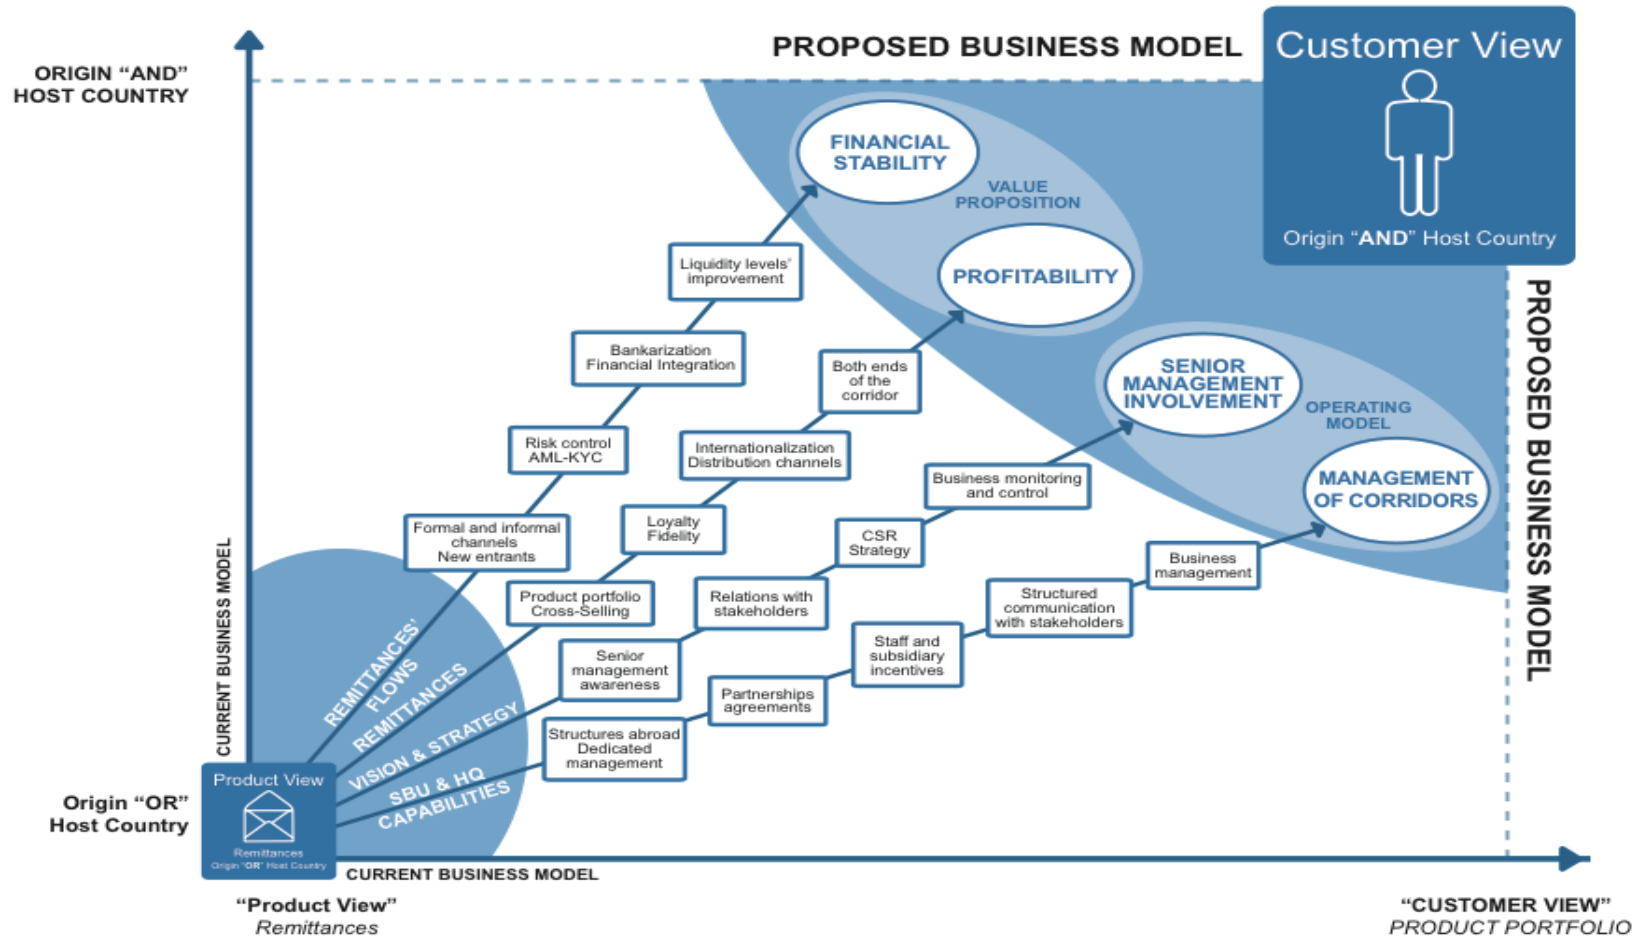 PROPOSED BUSINESS MODEL
Customer View
Origin “AND” Host Country
ORIGIN “AND”
HOST COUNTRY
FINANCIAL
STABILITY
VALUE
PROPOSITION
PROFITABILITY
SENIOR
MANAGEMENT
INVOLVEMENT
OPERATING
MODEL
MANAGEMENT
OF CORRIDORS
PROPOSED BUSINESS MODEL
Liquidity levels’
improvement
Bankarization
Financial Integration
Risk control
AML-KYC
Formal and informal
channels
New entrants
Both ends
of the
corridor
Internationalization
Distribution channels
Loyalty
Fidelity
Product portfolio
Cross-Selling
Business monitoring
and control
CSR
Strategy
Relations with
stakeholders
Senior
management
awareness
Business
management
Structured
communication
with stakeholders
Staff and
subsidiary
incentives
Partnerships
agreements
Structures abroad
Dedicated
management
CURRENT BUSINESS MODEL
REMITTANCES’
FLOWS
REMITTANCES
VISION & STRATEGY
SBU & HQ
CAPABILITIES
Origin “OR”
Host Country
Product View
Remittances
Origin “OR” Host Country
CURRENT BUSINESS MODEL
“Product View”
Remittances
“CUSTOMER VIEW”
PRODUCT PORTFOLIO